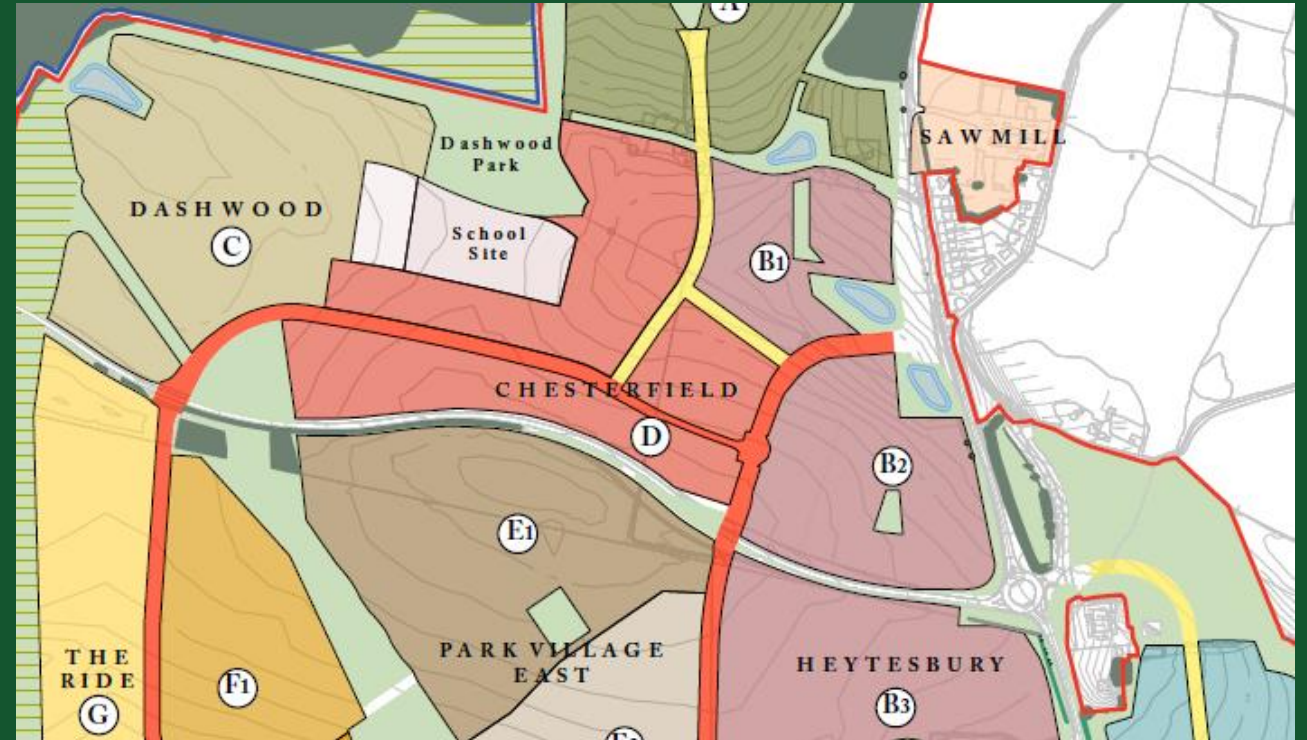 A
SAWMILL
Dashwood
Park
DASHWOOD
C
School
Site
B1
CHESTERFIELD
D
B2
E1
PARK VILLAGE
EAST
HEYTESBURY
THE
RIDE
F1
G
B3